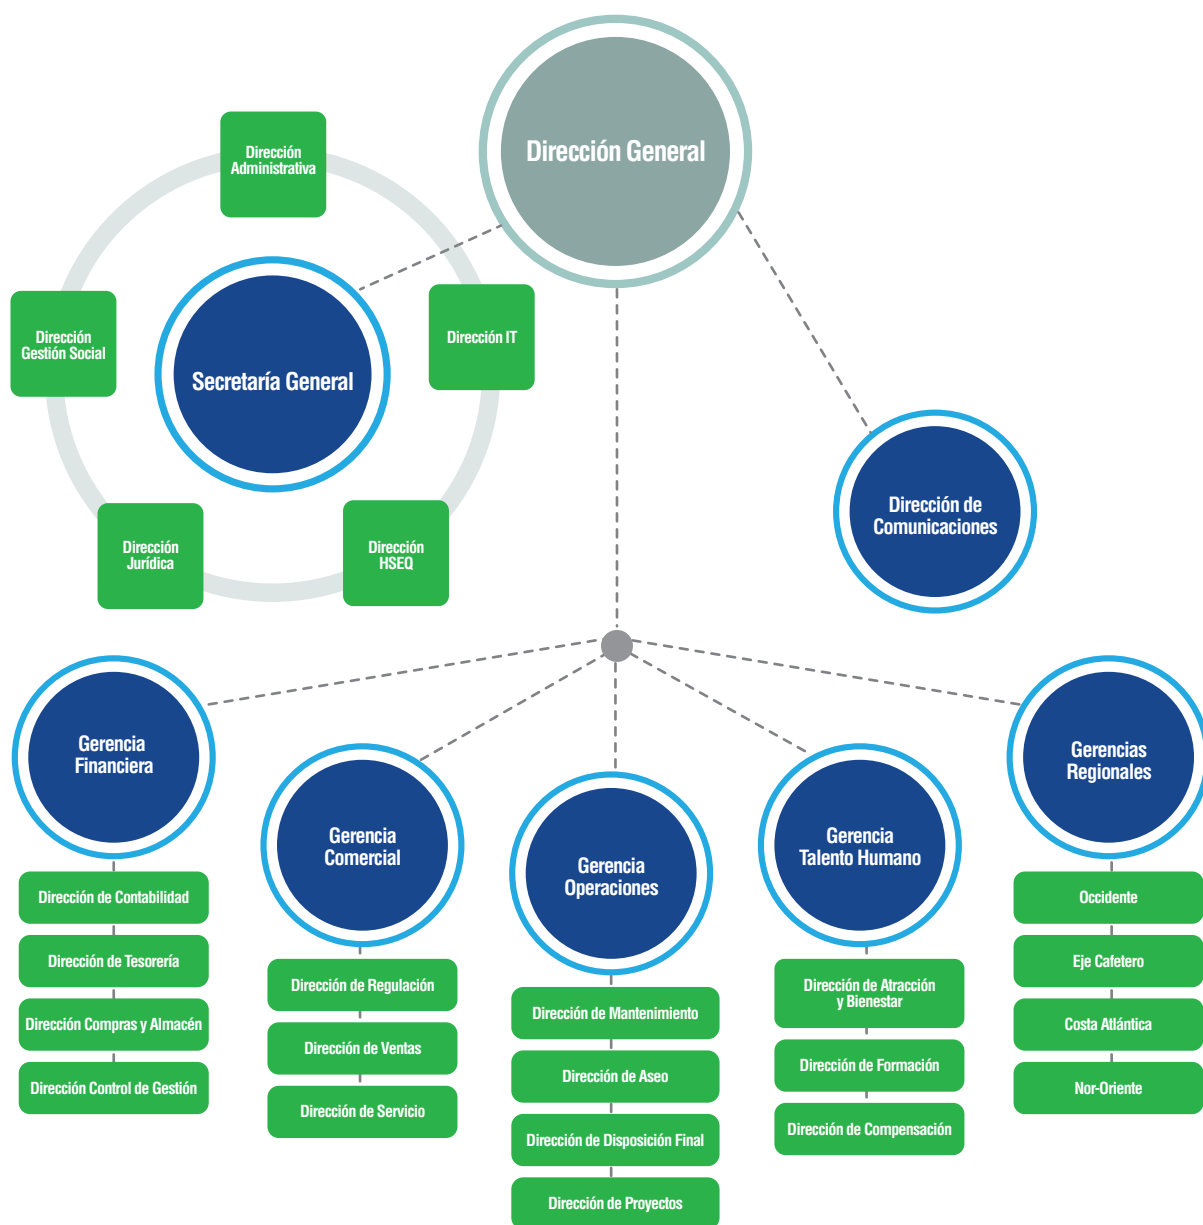 Dirección General
Dirección
Administrativa
Dirección
Gestión Social
Dirección IT
Secretaría General
Dirección
Jurídica
Dirección
HSEQ
Dirección de
Comunicaciones
Gerencia
Financiera
Dirección de Contabilidad
Dirección de Tesorería
Dirección Compras y Almacén
Dirección Control de Gestión
Gerencia
Comercial
Dirección de Regulación
Dirección de Ventas
Dirección de Servicio
Gerencia
Operaciones
Dirección de Mantenimiento
Dirección de Aseo
Dirección de Disposición Final
Dirección de Proyectos
Gerencia
Talento Humano
Dirección de Atracción
y Bienestar
Dirección de Formación
Dirección de Compensación
Gerencias
Regionales
Occidente
Eje Cafetero
Costa Atlántica
Nor-Oriente